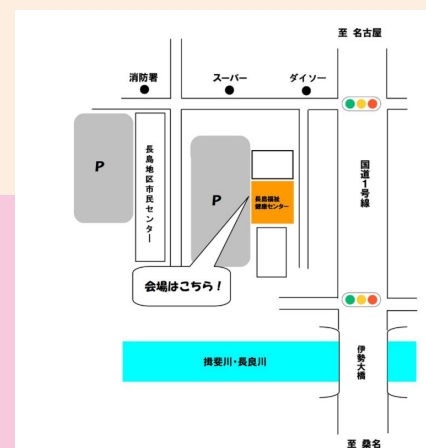 至 名古屋
消防署
スーパー
ダイソー
P
長島地区市民センター
P
長島福祉
健康センター
国道1号線
会場はこちら！
揖斐川・長良川
伊勢大橋
至 桑名